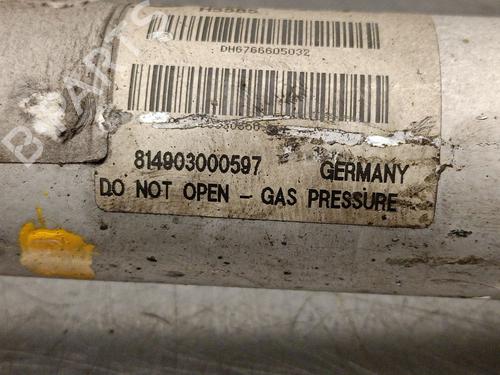 DH6766605032
814903000597 GERMANY
DO NOT OPEN - GAS PRESSURE